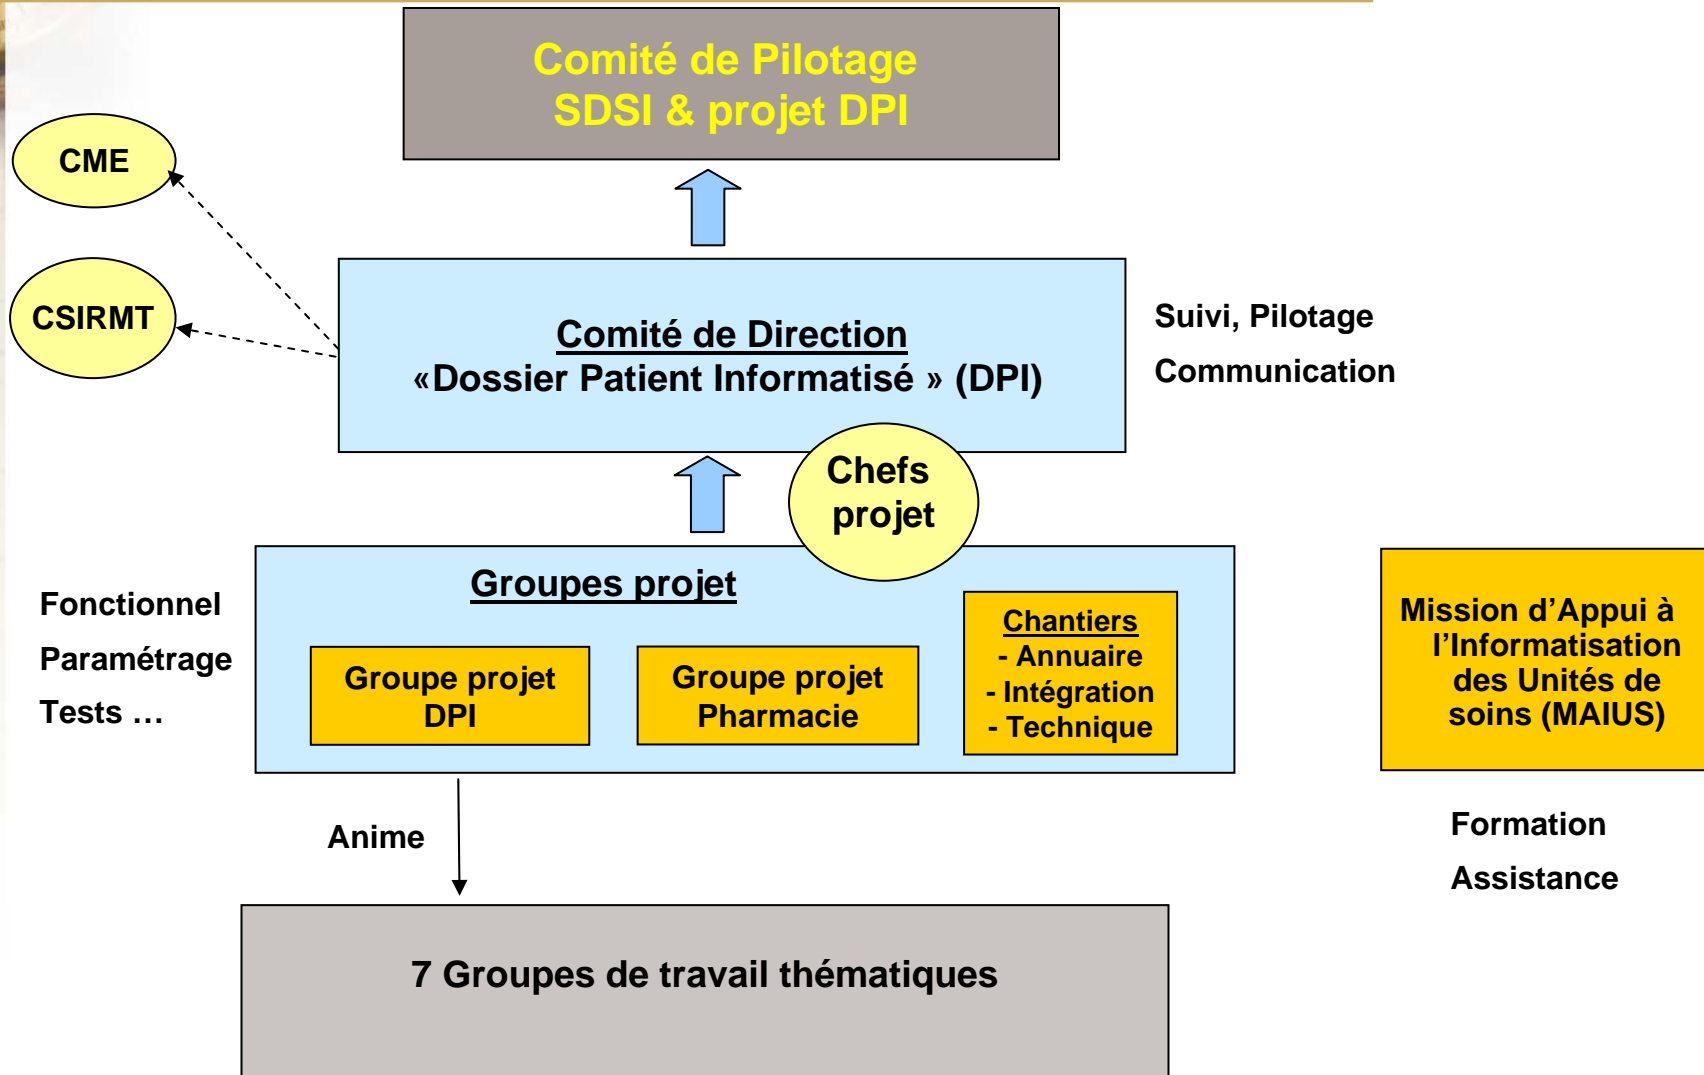 Comité de Pilotage
SDSI & projet DPI
CME
CSIRMT
Comité de Direction
«Dossier Patient Informatisé » (DPI)
Suivi, Pilotage
Communication
Chefs
projet
Groupes projet
Fonctionnel
Paramétrage
Tests …
Groupe projet
DPI
Groupe projet
Pharmacie
Chantiers
- Annuaire
- Intégration
- Technique
Mission d’Appui à
l’Informatisation
des Unités de
soins (MAIUS)
Formation
Assistance
Anime
7 Groupes de travail thématiques